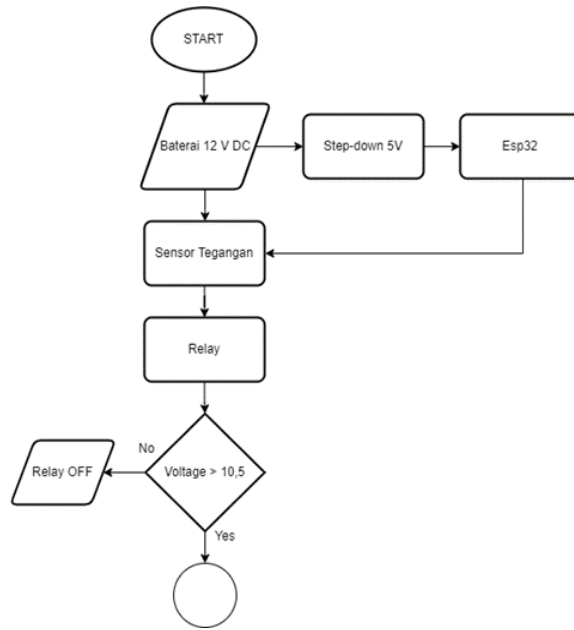 START
Baterai 12 V DC
Step-down 5V
Esp32
Sensor Tegangan
Relay
No
Relay OFF
Voltage > 10,5
Yes